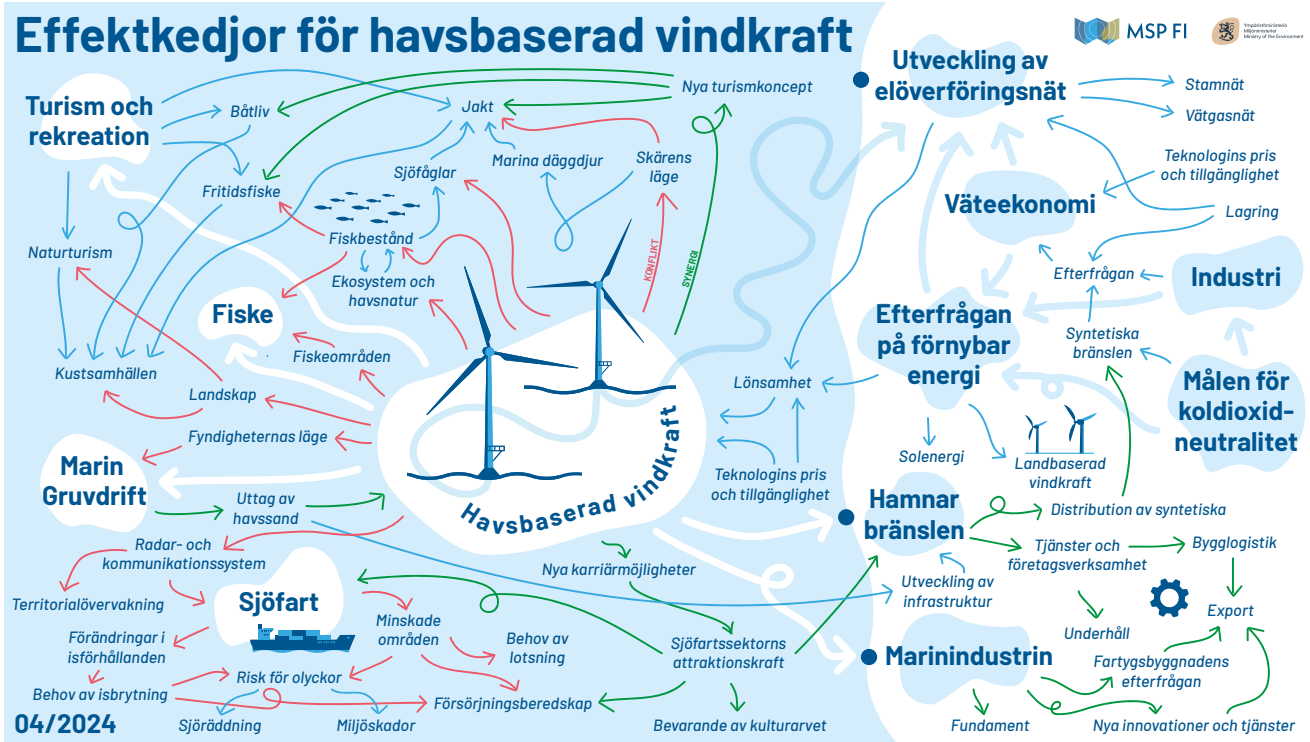 Effektkedjor för havsbaserad vindkraft
MSP FI
Ympäristöministeriö
Miljöministeriet
Ministry of the Environment
Turism och
rekreation
Båtliv
Fritidsfiske
Naturturism
Kustsamhällen
Jakt
Nya turismkoncept
Sjöfåglar
Marina däggdjur
Skärens
läge
Fiskbestånd
Ekosystem och
havsnatur
KONFLIKT
SYNERGI
Fiske
Fiskeområden
Landskap
Fyndigheternas läge
Marin
Gruvdrift
Uttag av
havssand
Havsbaserad vindkraft
Lönsamhet
Teknologins pris
och tillgänglighet
Utveckling av
elöverföringsnät
Stamnät
Vätgasnät
Teknologins pris
och tillgänglighet
Lagring
Väteekonomi
Efterfrågan
Industri
Efterfrågan
på förnybar
energi
Syntetiska
bränslen
Målen för
koldioxid-
neutralitet
Solenergi
Landbaserad
vindkraft
Hamnar
bränslen
Distribution av syntetiska
Tjänster och
företagsverksamhet
Bygglogistik
Utveckling av
infrastruktur
Export
Underhåll
Marinindustrin
Fartygsbyggnadens
efterfrågan
Fundament
Nya innovationer och tjänster
Radar- och
kommunikationssystem
Territorialövervakning
Sjöfart
Minskade
områden
Förändringar i
isförhållanden
Behov av
lotsning
Risk för olyckor
Behov av isbrytning
Försörjningsberedskap
Sjöräddning
Miljöskador
Nya karriärmöjligheter
Sjöfartssektorns
attraktionskraft
Bevarande av kulturarvet
04/2024